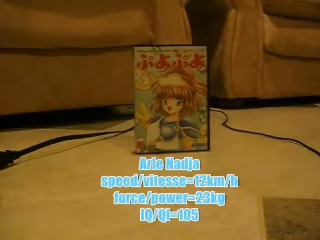 ぷよぷよ
Arle Nadja
speed/vitesse=12km/h
force/power=23kg
IQ/QI=105